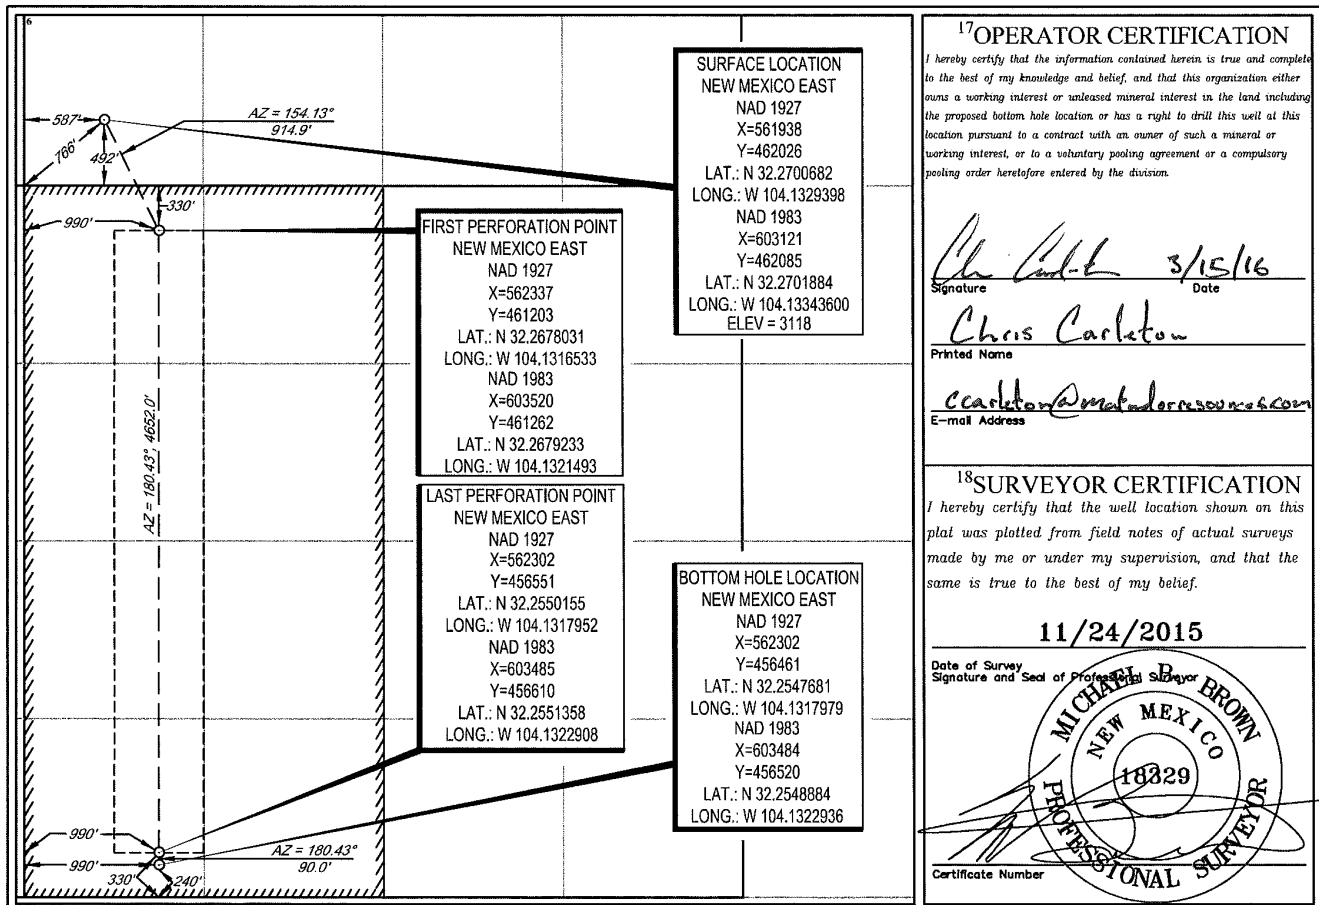 6
587'
AZ = 154.13°
914.9'
766'
492'
330'
990'
AZ = 180.43°, 4652.0'
990'
990'
AZ = 180.43°
90.0'
330'
240'
SURFACE LOCATION
NEW MEXICO EAST
NAD 1927
X=561938
Y=462026
LAT.: N 32.2700682
LONG.: W 104.1329398
NAD 1983
X=603121
Y=462085
LAT.: N 32.2701884
LONG.: W 104.13343600
ELEV = 3118
FIRST PERFORATION POINT
NEW MEXICO EAST
NAD 1927
X=562337
Y=461203
LAT.: N 32.2678031
LONG.: W 104.1316533
NAD 1983
X=603520
Y=461262
LAT.: N 32.2679233
LONG.: W 104.1321493
LAST PERFORATION POINT
NEW MEXICO EAST
NAD 1927
X=562302
Y=456551
LAT.: N 32.2550155
LONG.: W 104.1317952
NAD 1983
X=603485
Y=456610
LAT.: N 32.2551358
LONG.: W 104.1322908
BOTTOM HOLE LOCATION
NEW MEXICO EAST
NAD 1927
X=562302
Y=456461
LAT.: N 32.2547681
LONG.: W 104.1317979
NAD 1983
X=603484
Y=456520
LAT.: N 32.2548884
LONG.: W 104.1322936
17OPERATOR CERTIFICATION
I hereby certify that the information contained herein is true and complete
to the best of my knowledge and belief, and that this organization either
owns a working interest or unleased mineral interest in the land including
the proposed bottom hole location or has a right to drill this well at this
location pursuant to a contract with an owner of such a mineral or
working interest, or to a voluntary pooling agreement or a compulsory
pooling order heretofore entered by the division.
3/15/16
Signature Date
Chris Carleton
Printed Name
ccarleton@matadorresources.com
E-mail Address
18SURVEYOR CERTIFICATION
I hereby certify that the well location shown on this
plat was plotted from field notes of actual surveys
made by me or under my supervision, and that the
same is true to the best of my belief.
11/24/2015
Date of Survey
Signature and Seal of Professional Surveyor
MICHAEL B. BROWN
NEW MEXICO
18329
PROFESSIONAL SURVEYOR
Certificate Number